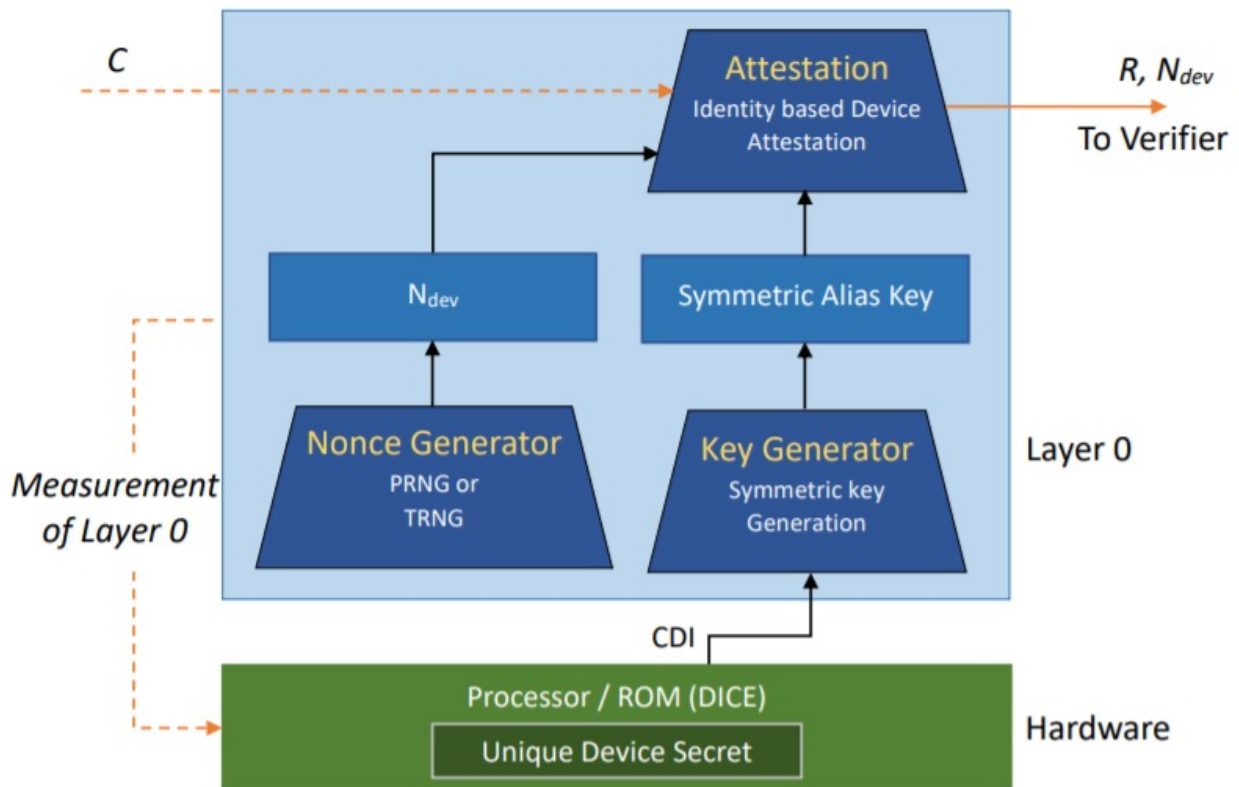 C
Attestation
Identity based Device
Attestation
R, Ndev
To Verifier
Ndev
Symmetric Alias Key
Nonce Generator
PRNG or
TRNG
Key Generator
Symmetric key
Generation
Layer 0
Measurement
of Layer 0
CDI
Processor / ROM (DICE)
Unique Device Secret
Hardware